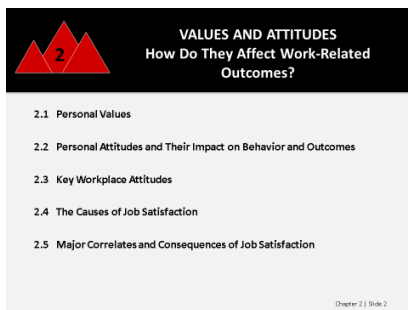 2
VALUES AND ATTITUDES
How Do They Affect Work-Related
Outcomes?
2.1 Personal Values
2.2 Personal Attitudes and Their Impact on Behavior and Outcomes
2.3 Key Workplace Attitudes
2.4 The Causes of Job Satisfaction
2.5 Major Correlates and Consequences of Job Satisfaction
Chapter 2 | Slide 2